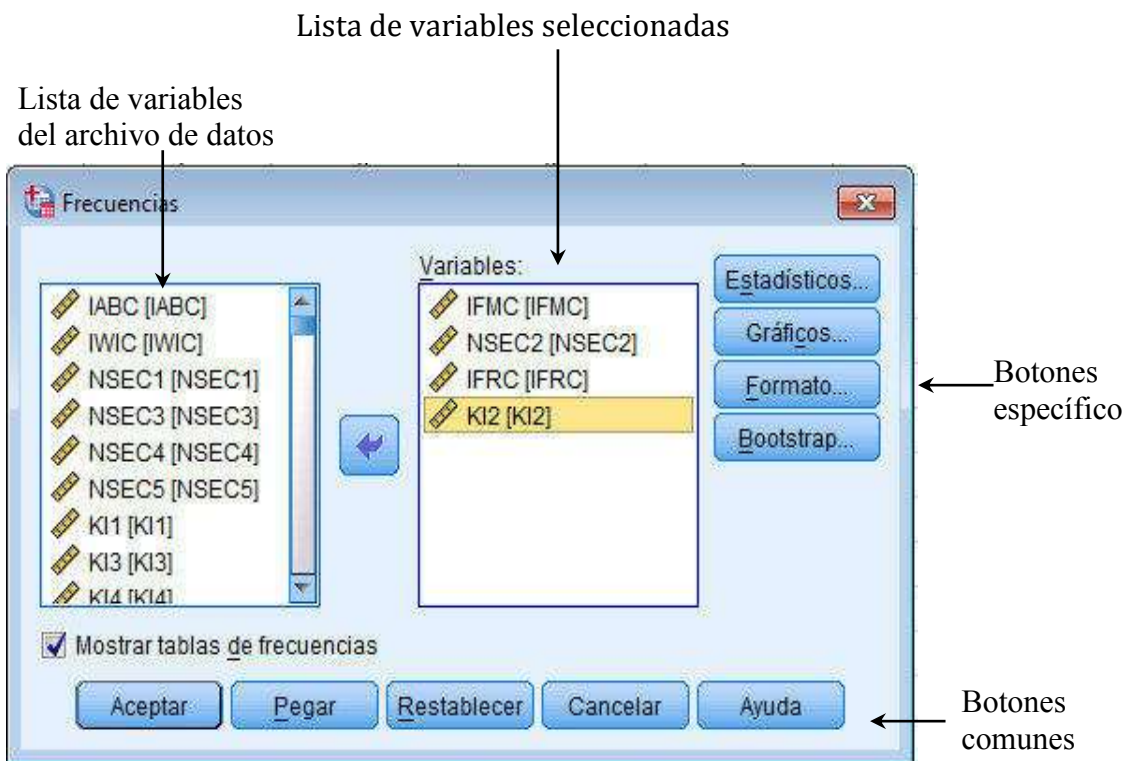 Lista de variables seleccionadas
Lista de variables
del archivo de datos
Frecuencias
Variables:
IABC [IABC]
IWIC [IWIC]
NSEC1 [NSEC1]
NSEC3 [NSEC3]
NSEC4 [NSEC4]
NSEC5 [NSEC5]
KI1 [KI1]
KI3 [KI3]
KI4 [KI4]
IFMC [IFMC]
NSEC2 [NSEC2]
IFRC [IFRC]
KI2 [KI2]
Estadísticos...
Gráficos...
Formato...
Bootstrap...
Botones
específico
Mostrar tablas de frecuencias
Aceptar
Pegar
Restablecer
Cancelar
Ayuda
Botones
comunes